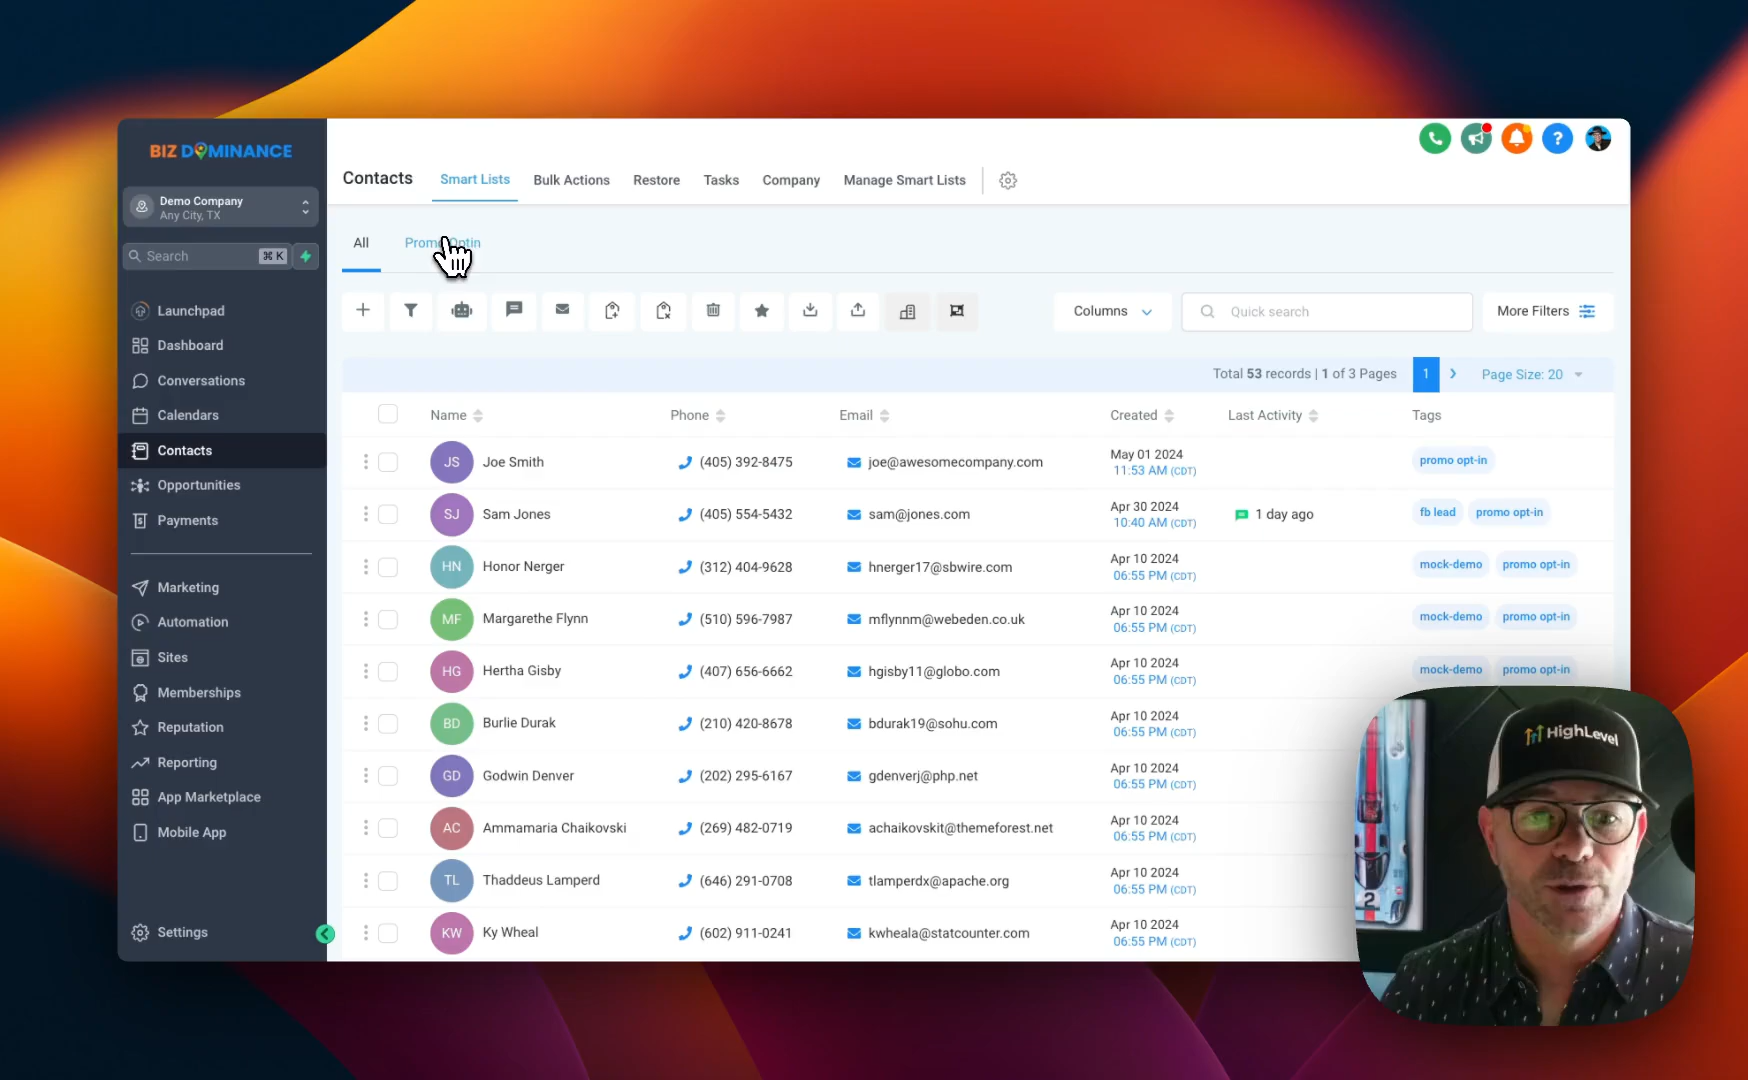 BIZ DOMINANCE
Demo Company
Any City, TX
Search ⌘ K
Launchpad
Dashboard
Conversations
Calendars
Contacts
Opportunities
Payments
Marketing
Automation
Sites
Memberships
Reputation
Reporting
App Marketplace
Mobile App
Settings
Contacts Smart Lists Bulk Actions Restore Tasks Company Manage Smart Lists
?
All Promo Optin
Columns Quick search More Filters
Total 53 records | 1 of 3 Pages 1 Page Size: 20
Name Phone Email Created Last Activity Tags
JS Joe Smith (405) 392-8475 joe@awesomecompany.com May 01 2024 11:53 AM (CDT) promo opt-in
SJ Sam Jones (405) 554-5432 sam@jones.com Apr 30 2024 10:40 AM (CDT) 1 day ago fb lead promo opt-in
HN Honor Nerger (312) 404-9628 hnerger17@sbwire.com Apr 10 2024 06:55 PM (CDT) mock-demo promo opt-in
MF Margarethe Flynn (510) 596-7987 mflynnm@webeden.co.uk Apr 10 2024 06:55 PM (CDT) mock-demo promo opt-in
HG Hertha Gisby (407) 656-6662 hgisby11@globo.com Apr 10 2024 06:55 PM (CDT) mock-demo promo opt-in
BD Burlie Durak (210) 420-8678 bdurak19@sohu.com Apr 10 2024 06:55 PM (CDT)
GD Godwin Denver (202) 295-6167 gdenverj@php.net Apr 10 2024 06:55 PM (CDT)
AC Ammamaria Chaikovski (269) 482-0719 achaikovskit@themeforest.net Apr 10 2024 06:55 PM (CDT)
TL Thaddeus Lamperd (646) 291-0708 tlamperdx@apache.org Apr 10 2024 06:55 PM (CDT)
KW Ky Wheal (602) 911-0241 kwheala@statcounter.com Apr 10 2024 06:55 PM (CDT)
HighLevel
2